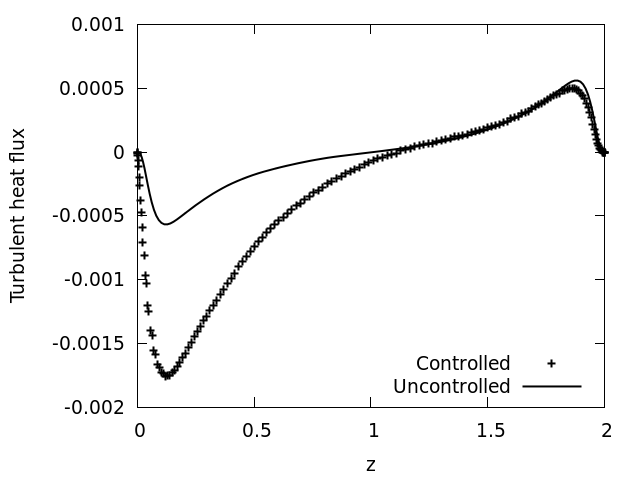 0.001
0.0005
0
-0.0005
-0.001
-0.0015
-0.002
Turbulent heat flux
Controlled
Uncontrolled
0 0.5 1 1.5 2
z